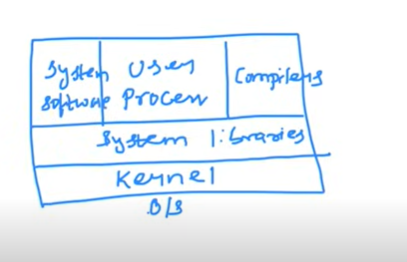 System
software
User
Process
Compilers
System libraries
Kernel
O/S